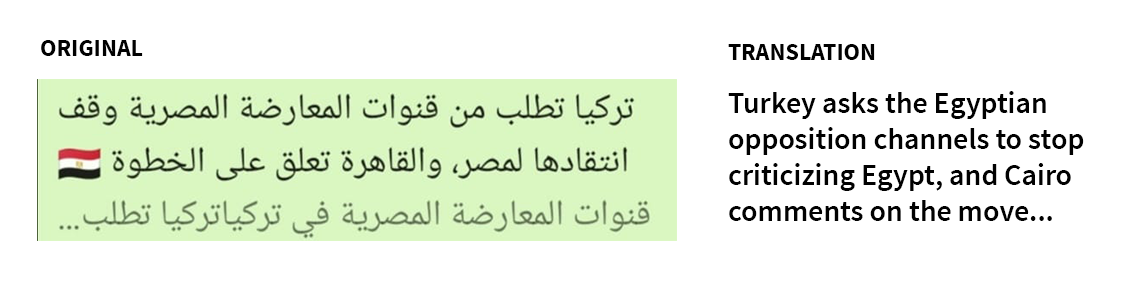 ORIGINAL
تركيا تطلب من قنوات المعارضة المصرية وقف
انتقادها لمصر، والقاهرة تعلق على الخطوة 🇪🇬
قنوات المعارضة المصرية في تركياتركيا تطلب...
TRANSLATION
Turkey asks the Egyptian
opposition channels to stop
criticizing Egypt, and Cairo
comments on the move...